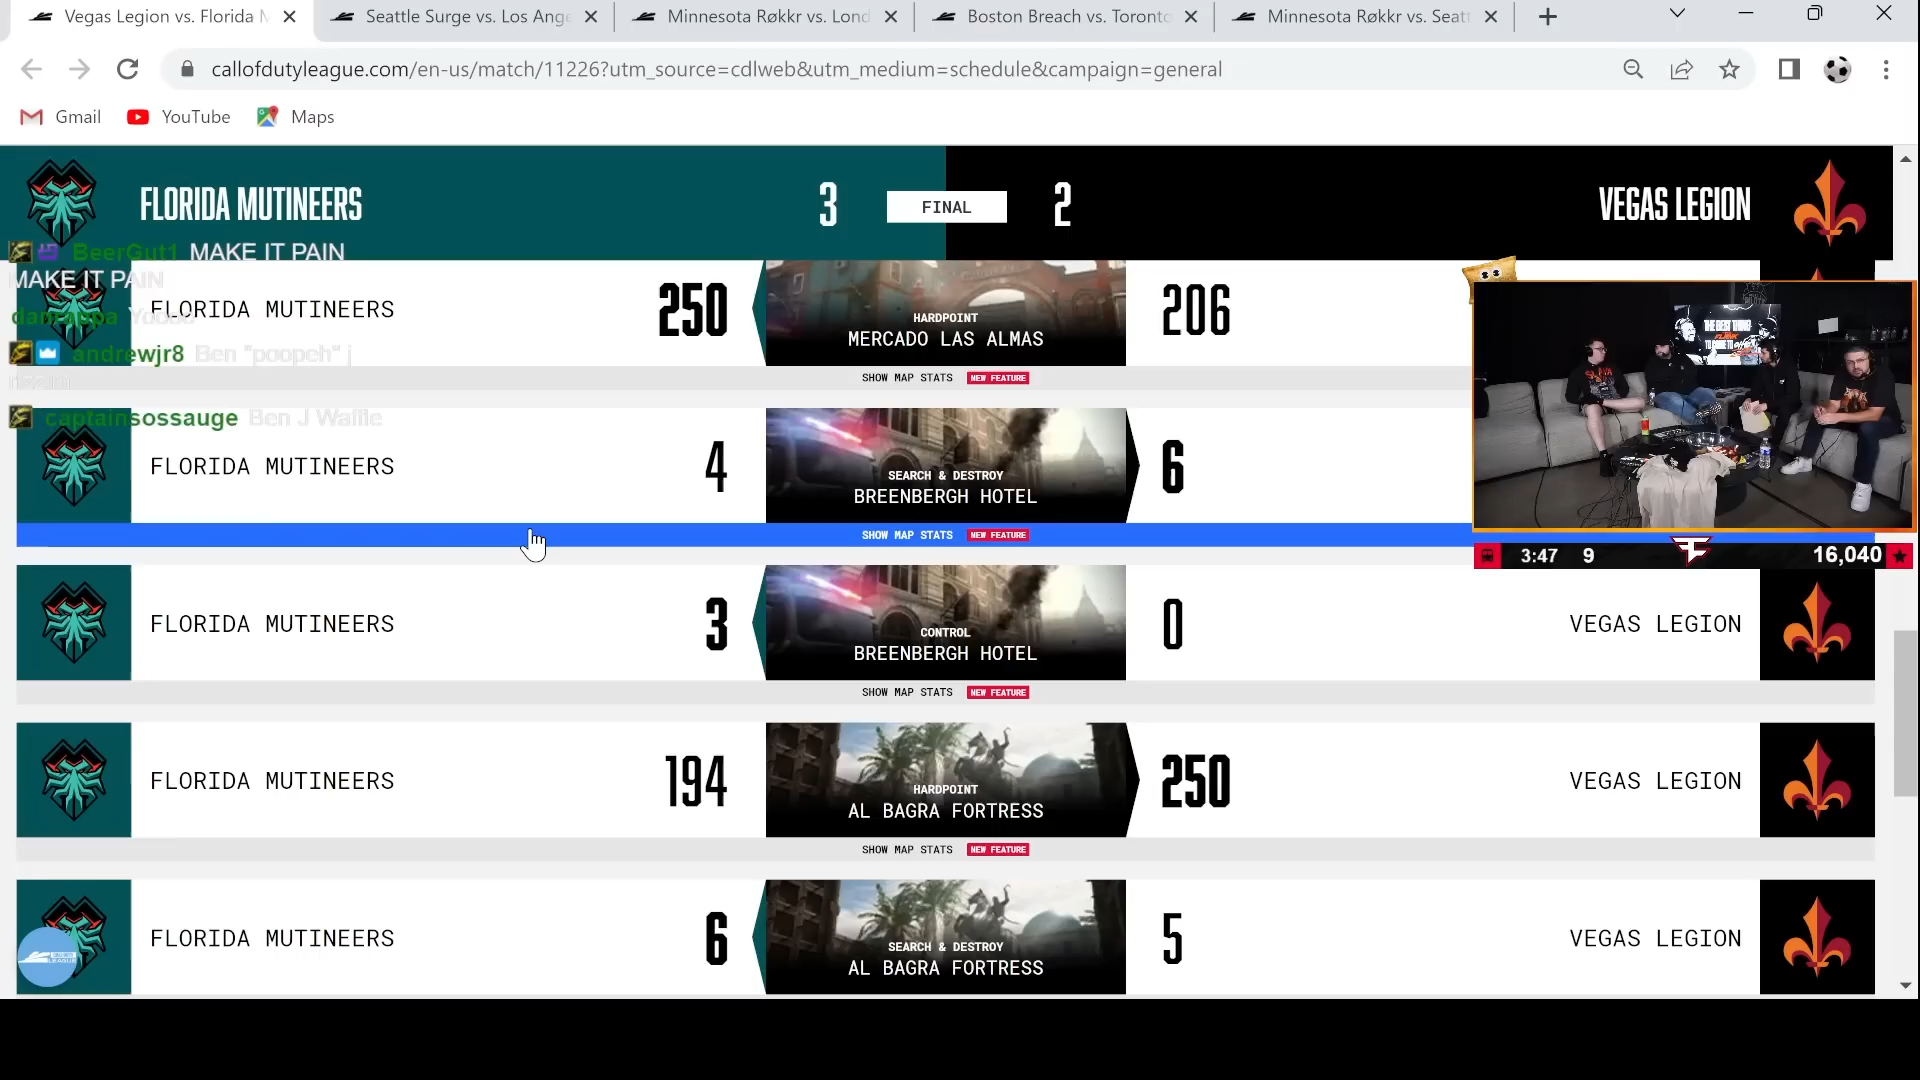 Vegas Legion vs. Florida M
Seattle Surge vs. Los Ange
Minnesota Røkkr vs. Lond
Boston Breach vs. Toronto
Minnesota Røkkr vs. Seatt
callofdutyleague.com/en-us/match/11226?utm_source=cdlweb&utm_medium=schedule&campaign=general
Gmail
YouTube
Maps
FLORIDA MUTINEERS
3
FINAL
2
VEGAS LEGION
BeerGut1 MAKE IT PAIN
MAKE IT PAIN
FLORIDA MUTINEERS
250
HARDPOINT
MERCADO LAS ALMAS
206
andrewjr8 Ben "poopeh" j
SHOW MAP STATS NEW FEATURE
captainsossauge Ben J Waffle
FLORIDA MUTINEERS
4
SEARCH & DESTROY
BREENBERGH HOTEL
6
SHOW MAP STATS NEW FEATURE
3:47 9 16,040
FLORIDA MUTINEERS
3
CONTROL
BREENBERGH HOTEL
0
VEGAS LEGION
SHOW MAP STATS NEW FEATURE
FLORIDA MUTINEERS
194
HARDPOINT
AL BAGRA FORTRESS
250
VEGAS LEGION
SHOW MAP STATS NEW FEATURE
FLORIDA MUTINEERS
6
SEARCH & DESTROY
AL BAGRA FORTRESS
5
VEGAS LEGION